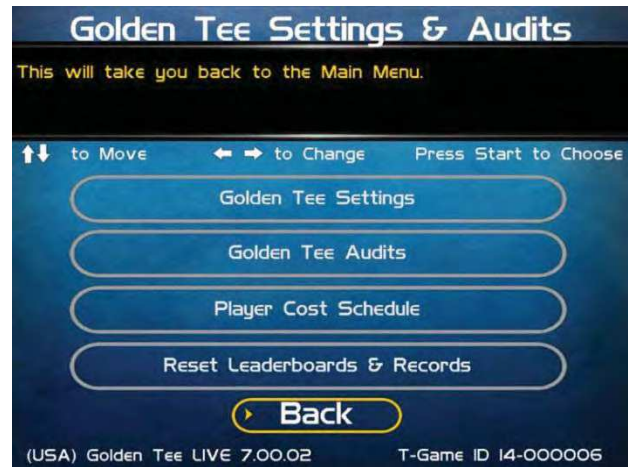 Golden Tee Settings & Audits
This will take you back to the Main Menu.
⬆⬇ to Move ⬅ ➡ to Change Press Start to Choose
Golden Tee Settings
Golden Tee Audits
Player Cost Schedule
Reset Leaderboards & Records
Back
(USA) Golden Tee LIVE 7.00.02 T-Game ID 14-000006